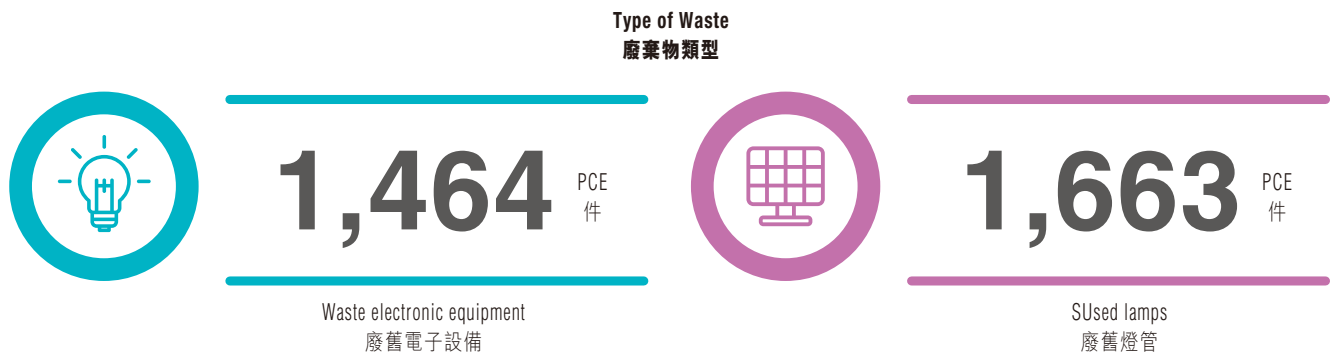 Type of Waste
廢棄物類型
1,464 PCE
件
Waste electronic equipment
廢舊電子設備
1,663 PCE
件
SUsed lamps
廢舊燈管